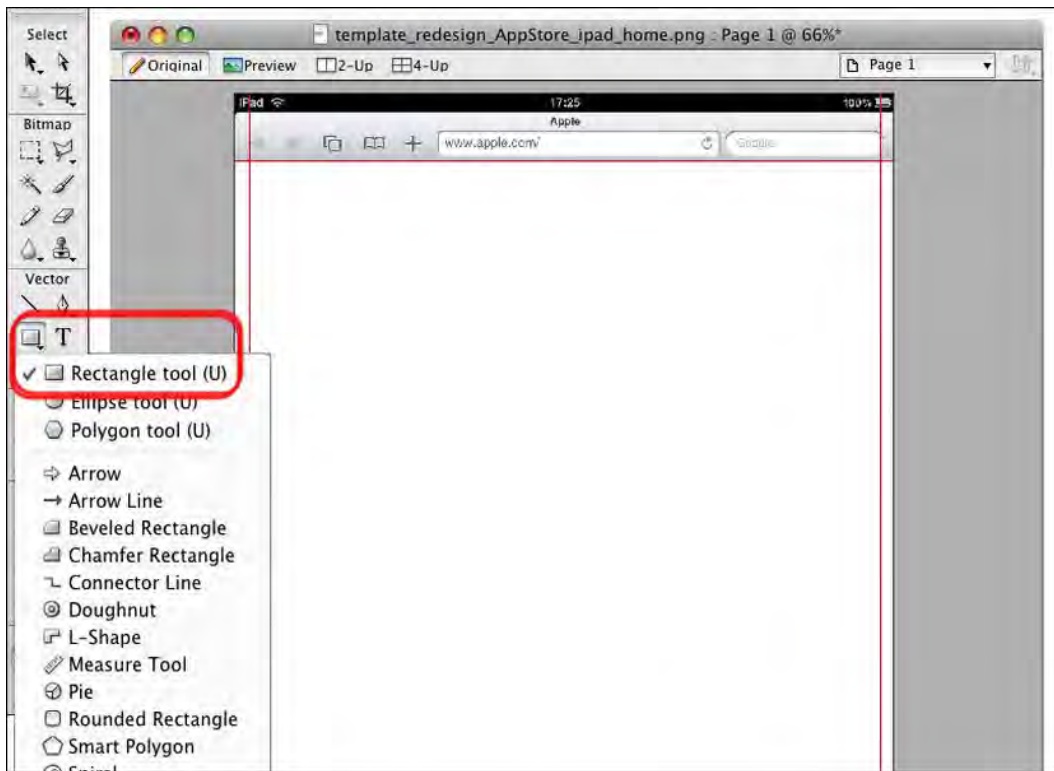 Select
template_redesign_AppStore_ipad_home.png : Page 1 @ 66%*
Original Preview 2-Up 4-Up Page 1
iPad 17:25 100%
Bitmap
Apple
www.apple.com/ Google
Vector
T
Rectangle tool (U)
Ellipse tool (U)
Polygon tool (U)
Arrow
Arrow Line
Beveled Rectangle
Chamfer Rectangle
Connector Line
Doughnut
L-Shape
Measure Tool
Pie
Rounded Rectangle
Smart Polygon
Spiral